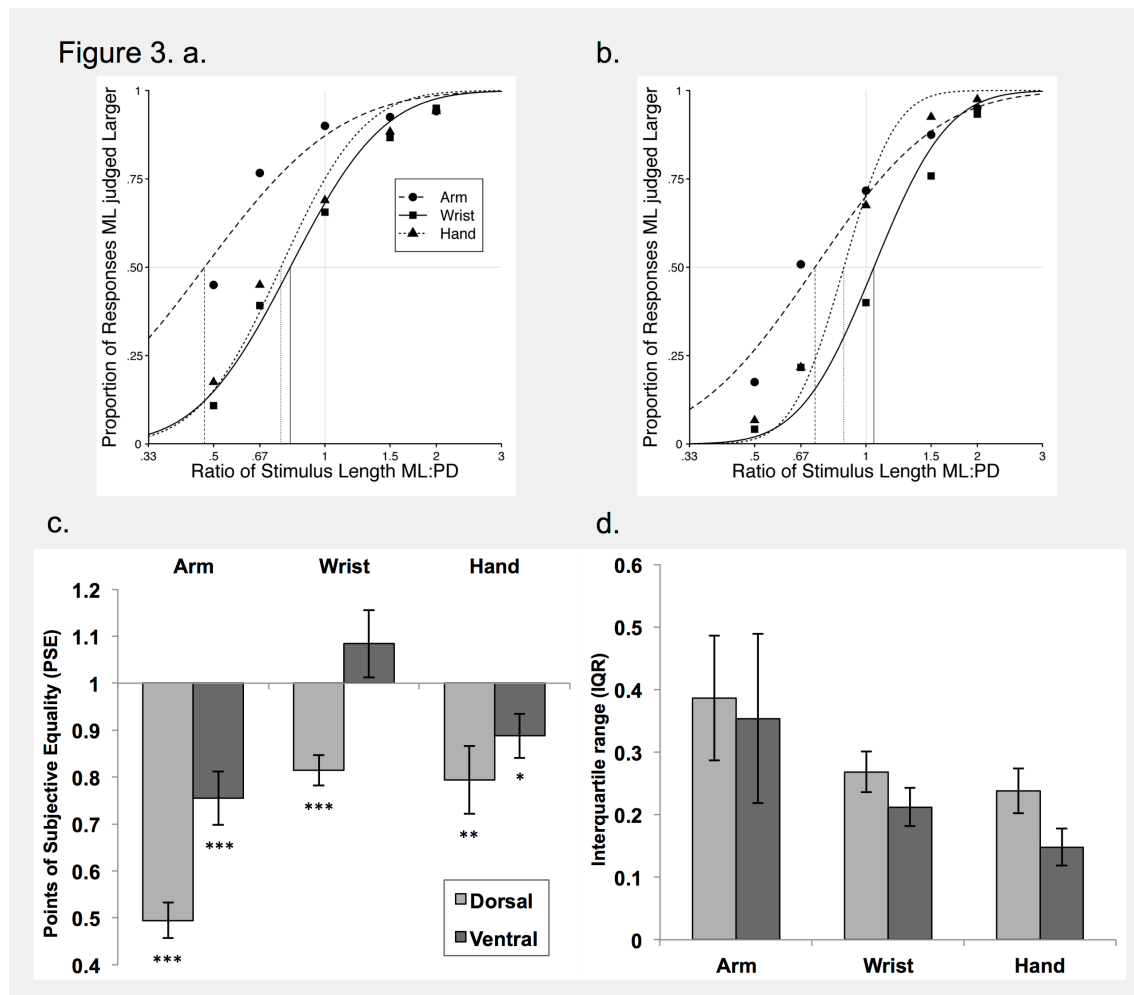 Figure 3. a.
b.
Proportion of Responses ML judged Larger
1
.75
.50
.25
0
.33
.5
.67
1
1.5
2
3
Ratio of Stimulus Length ML:PD
Arm
Wrist
Hand
Proportion of Responses ML judged Larger
1
.75
.50
.25
0
.33
.5
.67
1
1.5
2
3
Ratio of Stimulus Length ML:PD
c.
d.
Arm
Wrist
Hand
Points of Subjective Equality (PSE)
1.2
1.1
1
0.9
0.8
0.7
0.6
0.5
0.4
***
***
***
**
*
Dorsal
Ventral
Interquartile range (IQR)
0.6
0.5
0.4
0.3
0.2
0.1
0
Arm
Wrist
Hand